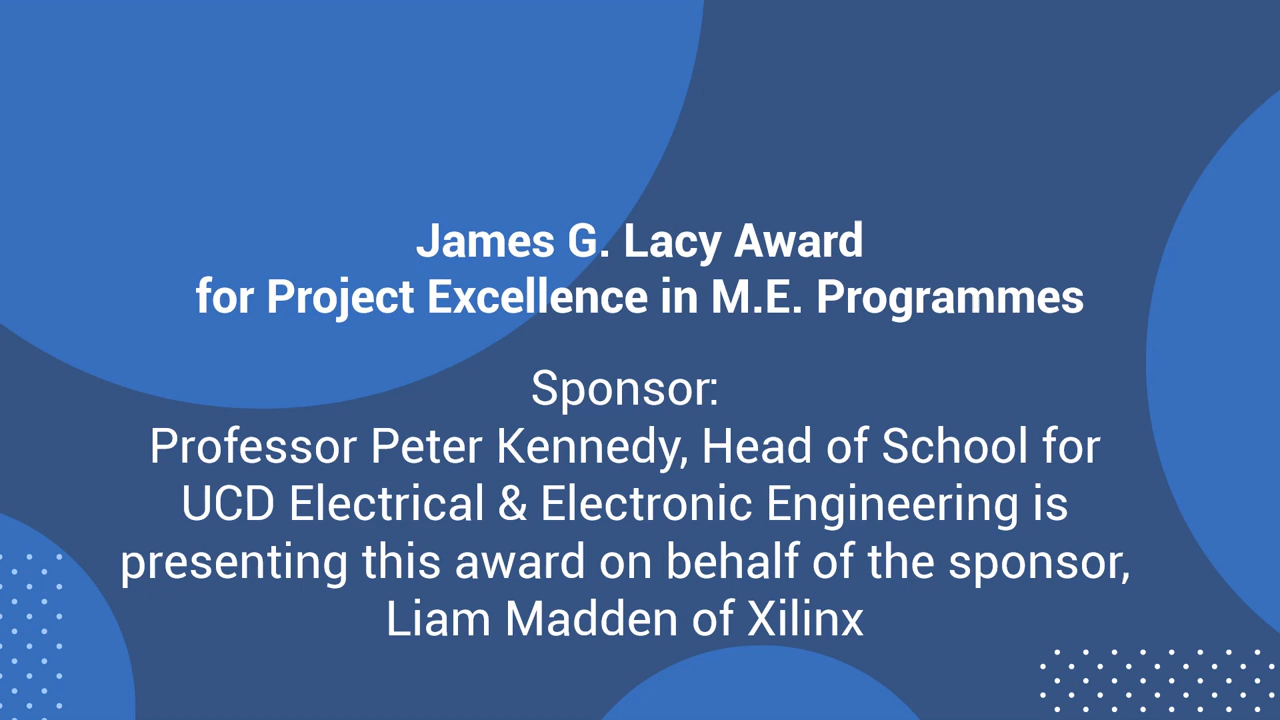 James G. Lacy Award
for Project Excellence in M.E. Programmes
Sponsor:
Professor Peter Kennedy, Head of School for
UCD Electrical & Electronic Engineering is
presenting this award on behalf of the sponsor,
Liam Madden of Xilinx